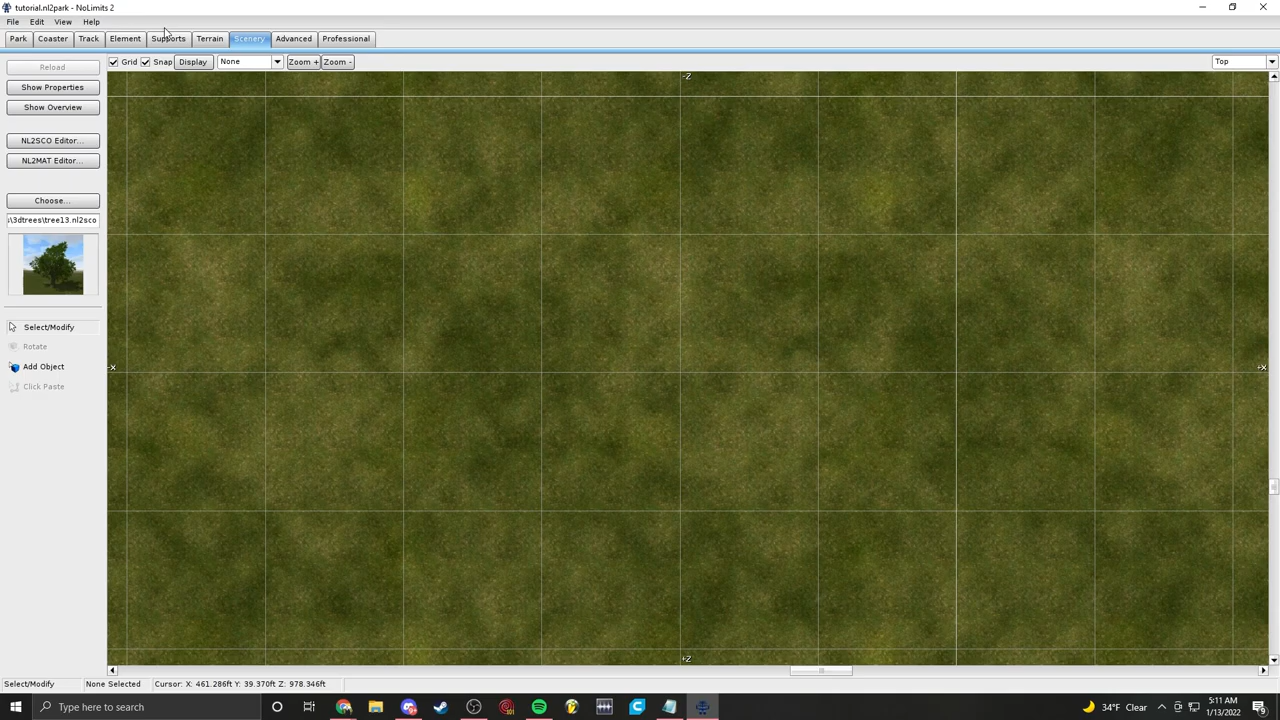 tutorial.nl2park - NoLimits 2
File Edit View Help
Park Coaster Track Element Supports Terrain Scenery Advanced Professional
Reload
Grid Snap Display None Zoom + Zoom - Top
Show Properties
Show Overview
NL2SCO Editor...
NL2MAT Editor...
Choose...
\3dtrees\tree13.nl2sco
Select/Modify
Rotate
Add Object
Click Paste
-Z
-X
+X
+Z
Select/Modify None Selected Cursor: X: 461.286ft Y: 39.370ft Z: 978.346ft
Type here to search
34°F Clear
5:11 AM
1/13/2022